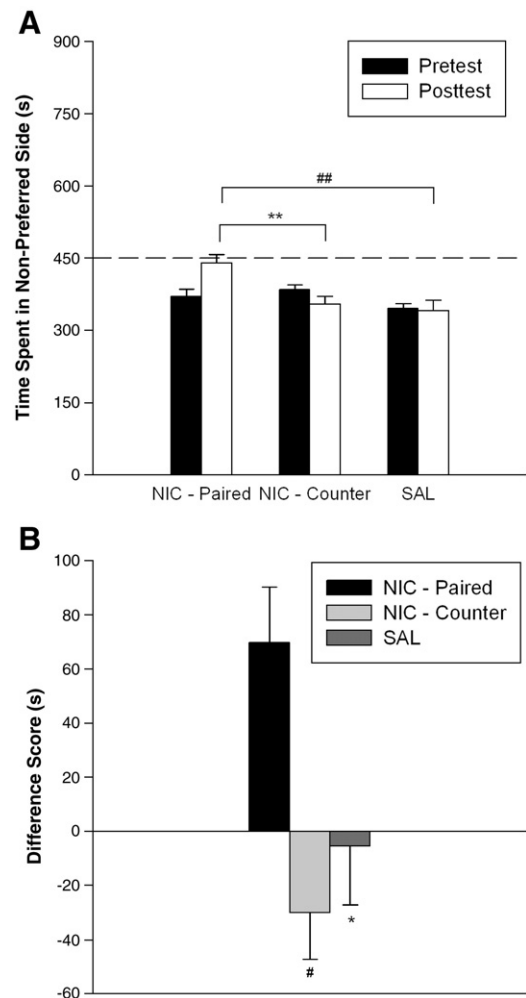 A
Time Spent in Non-Preferred Side (s)
900
750
600
450
300
150
0
Pretest
Posttest
##
**
NIC - Paired NIC - Counter SAL
B
Difference Score (s)
100
80
60
40
20
0
-20
-40
-60
NIC - Paired
NIC - Counter
SAL
*
#